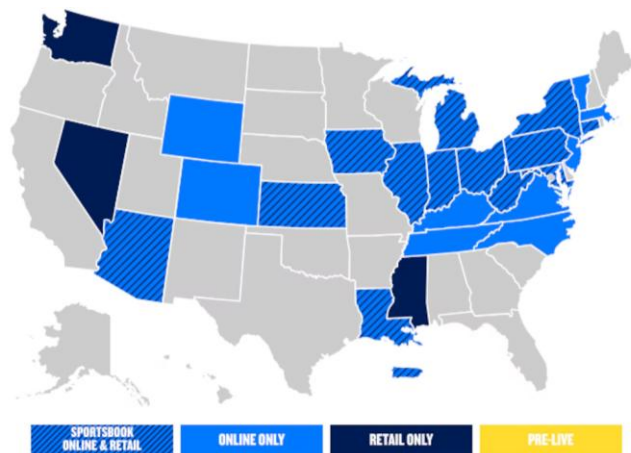 SPORTSBOOK
ONLINE & RETAIL
ONLINE ONLY
RETAIL ONLY
PRE-LIVE